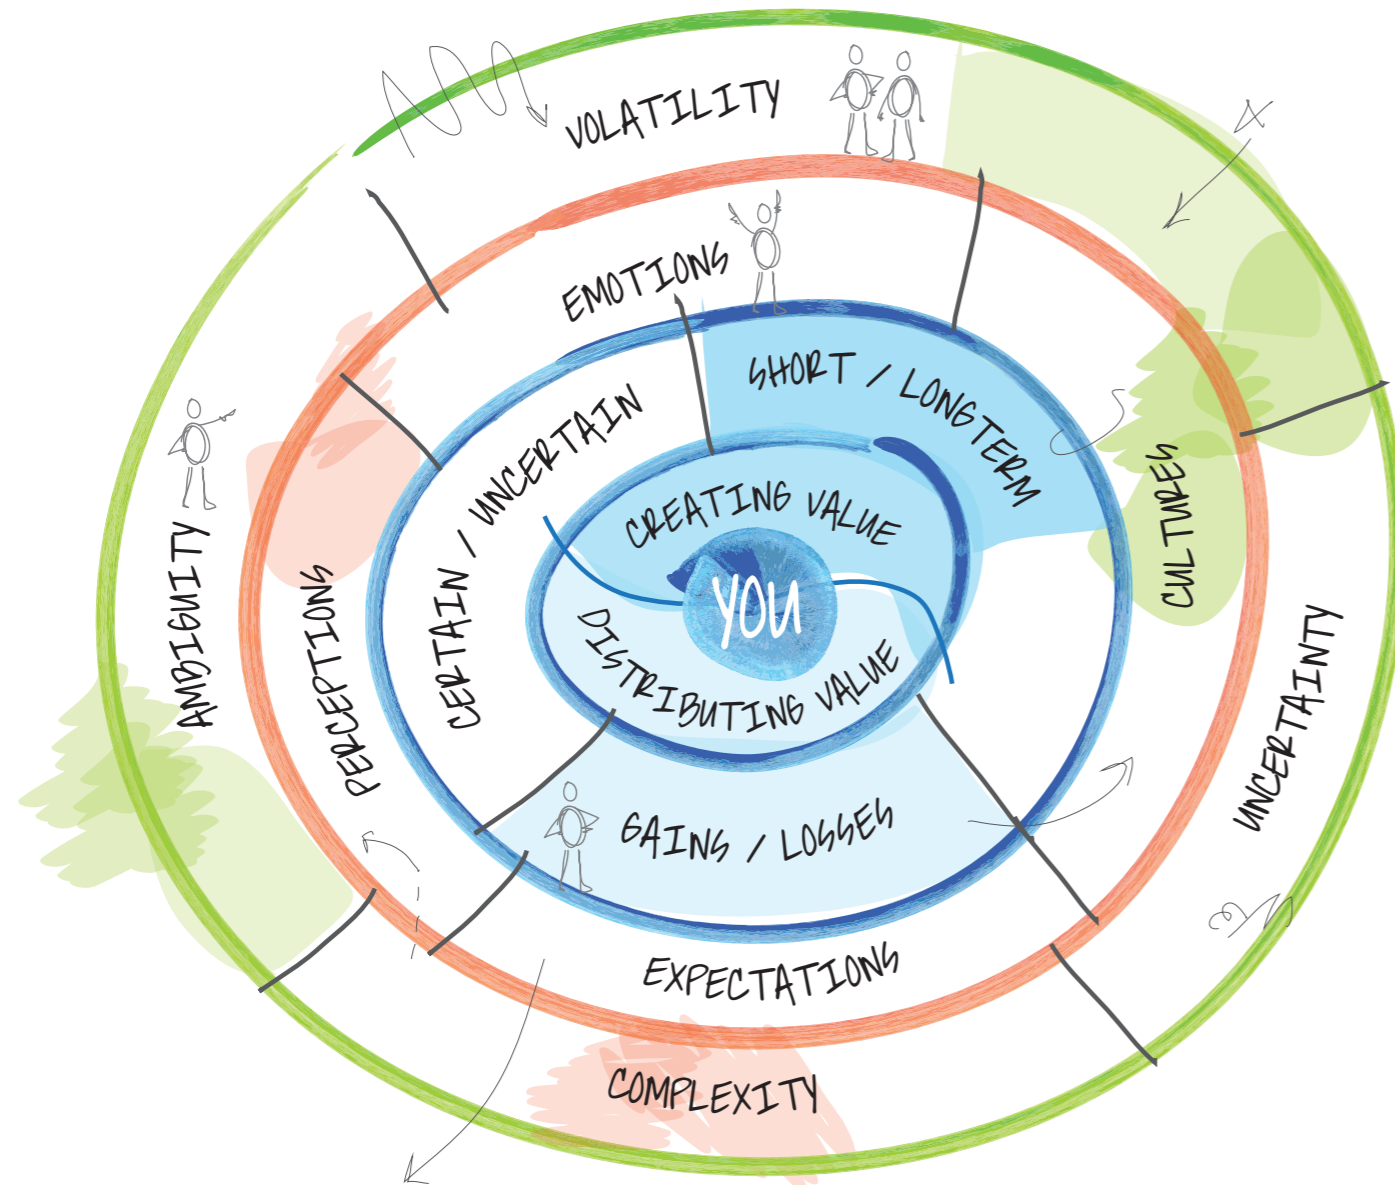 VOLATILITY
EMOTIONS
SHORT / LONGTERM
CERTAIN / UNCERTAIN
CREATING VALUE
YOU
DISTRIBUTING VALUE
GAINS / LOSSES
CULTURES
PERCEPTIONS
AMBIGUITY
UNCERTAINTY
EXPECTATIONS
COMPLEXITY